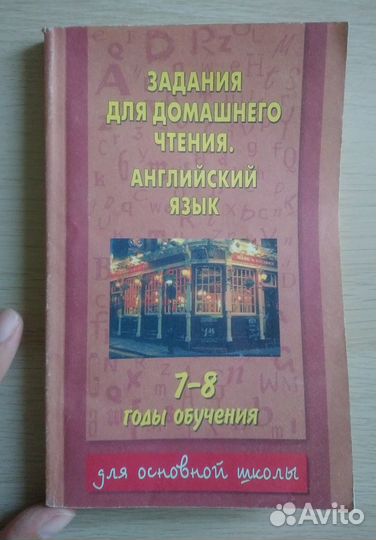 ЗАДАНИЯ
ДЛЯ ДОМАШНЕГО
ЧТЕНИЯ.
АНГЛИЙСКИЙ
ЯЗЫК
7–8
ГОДЫ ОБУЧЕНИЯ
для основной школы
Avito